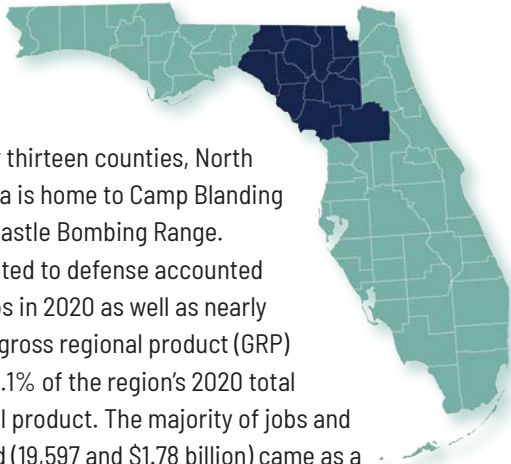 thirteen counties, North
a is home to Camp Blanding
astle Bombing Range.
ated to defense accounted
s in 2020 as well as nearly
gross regional product (GRP)
.1% of the region's 2020 total
l product. The majority of jobs and
d (19,597 and $1.78 billion) came as a